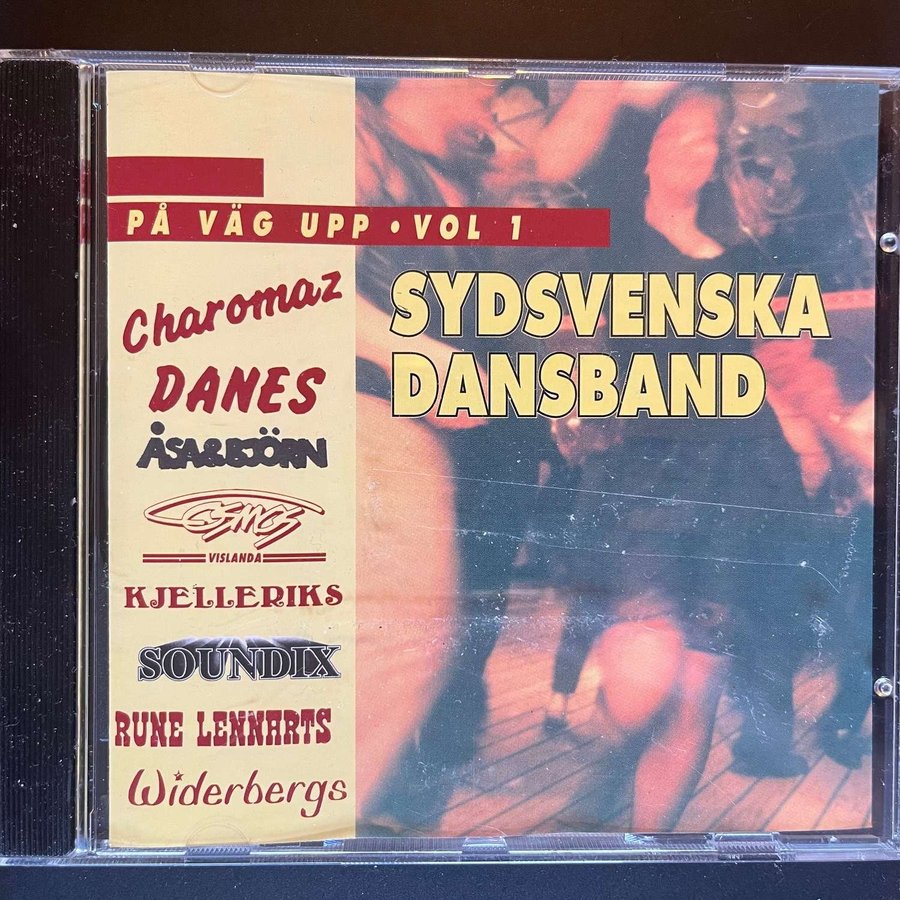 PÅ VÄG UPP • VOL 1
SYDSVENSKA
DANSBAND
Charomaz
DANES
ÅSA&BJÖRN
COSMOS
VISLANDA
KJELLERIKS
SOUNDIX
RUNE LENNARTS
Widerbergs